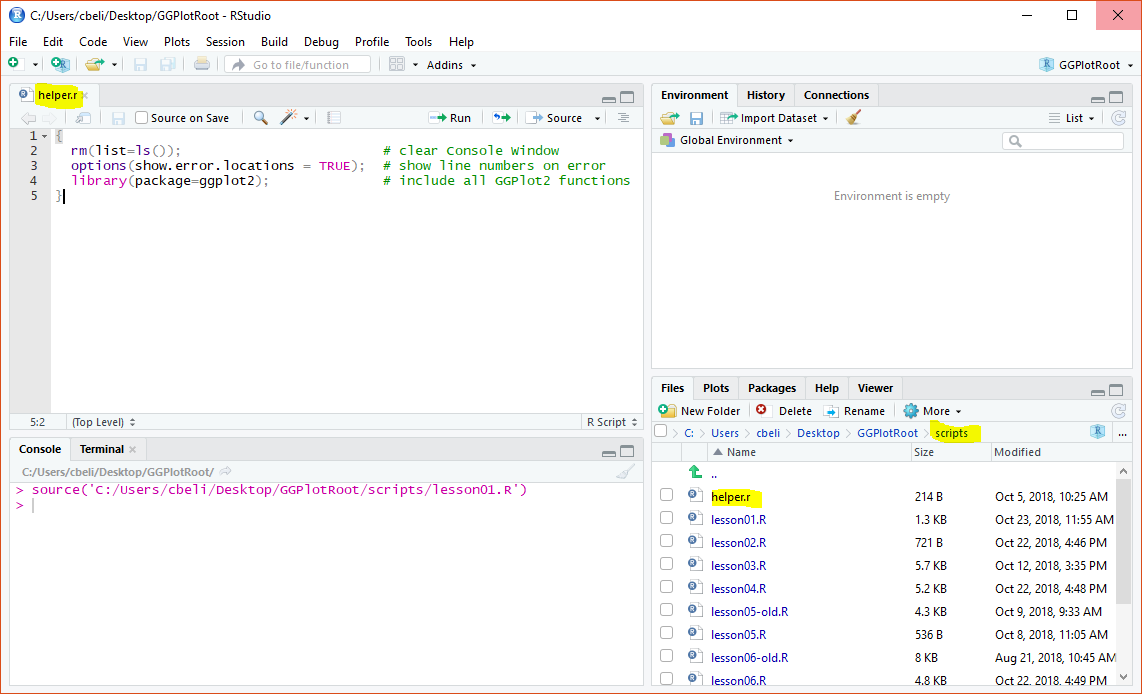 C:/Users/cbeli/Desktop/GGPlotRoot - RStudio
File Edit Code View Plots Session Build Debug Profile Tools Help
Go to file/function Addins GGPlotRoot
helper.r
Source on Save Run Source
1 {
2 rm(list=ls()); # clear Console Window
3 options(show.error.locations = TRUE); # show line numbers on error
4 library(package=ggplot2); # include all GGPlot2 functions
5 }
5:2 (Top Level) R Script
Console Terminal
C:/Users/cbeli/Desktop/GGPlotRoot/
> source('C:/Users/cbeli/Desktop/GGPlotRoot/scripts/lesson01.R')
>
Environment History Connections
Import Dataset List
Global Environment
Environment is empty
Files Plots Packages Help Viewer
New Folder Delete Rename More
C: Users cbeli Desktop GGPlotRoot scripts ...
Name Size Modified
..
helper.r 214 B Oct 5, 2018, 10:25 AM
lesson01.R 1.3 KB Oct 23, 2018, 11:55 AM
lesson02.R 721 B Oct 22, 2018, 4:46 PM
lesson03.R 5.7 KB Oct 12, 2018, 3:35 PM
lesson04.R 5.2 KB Oct 22, 2018, 4:48 PM
lesson05-old.R 4.3 KB Oct 9, 2018, 9:33 AM
lesson05.R 536 B Oct 8, 2018, 11:05 AM
lesson06-old.R 8 KB Aug 21, 2018, 10:45 AM
lesson06.R 4.8 KB Oct 22, 2018, 4:49 PM